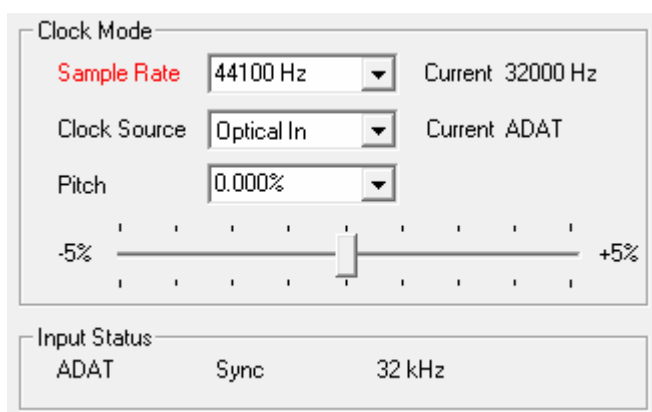 Clock Mode
Sample Rate 44100 Hz Current 32000 Hz
Clock Source Optical In Current ADAT
Pitch 0.000%
-5% +5%
Input Status
ADAT Sync 32 kHz